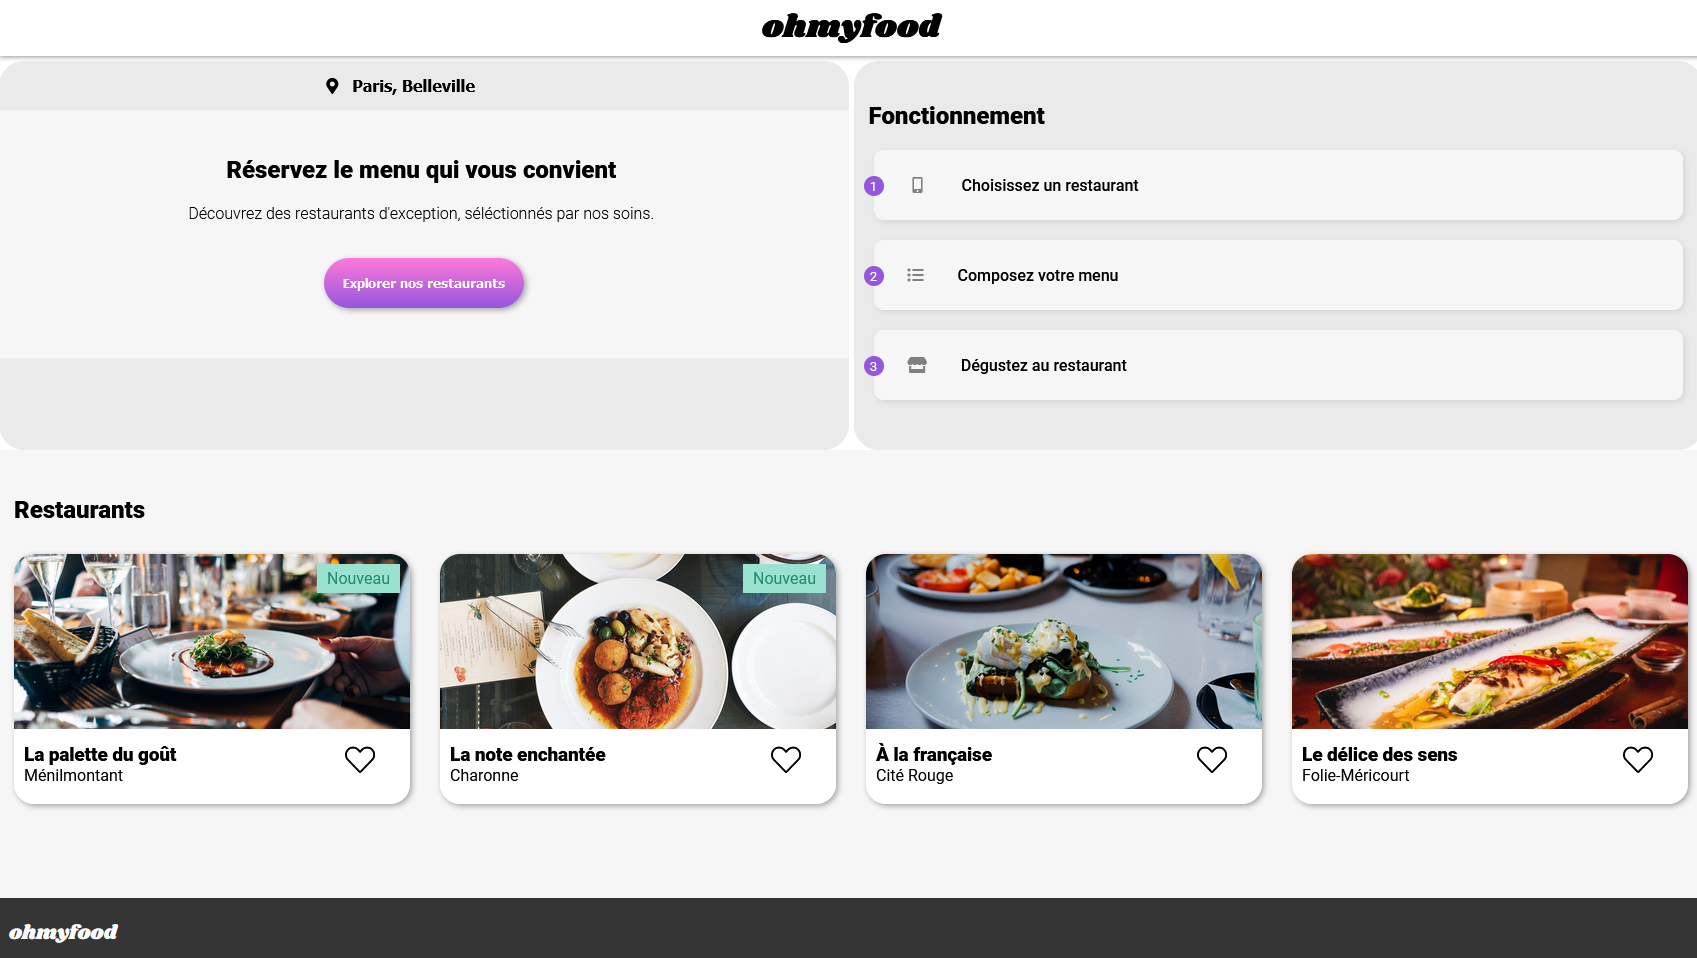 ohmyfood
Paris, Belleville
Réservez le menu qui vous convient
Découvrez des restaurants d'exception, séléctionnés par nos soins.
Explorer nos restaurants
Fonctionnement
1 Choisissez un restaurant
2 Composez votre menu
3 Dégustez au restaurant
Restaurants
Nouveau
La palette du goût
Ménilmontant
Nouveau
La note enchantée
Charonne
À la française
Cité Rouge
Le délice des sens
Folie-Méricourt
ohmyfood